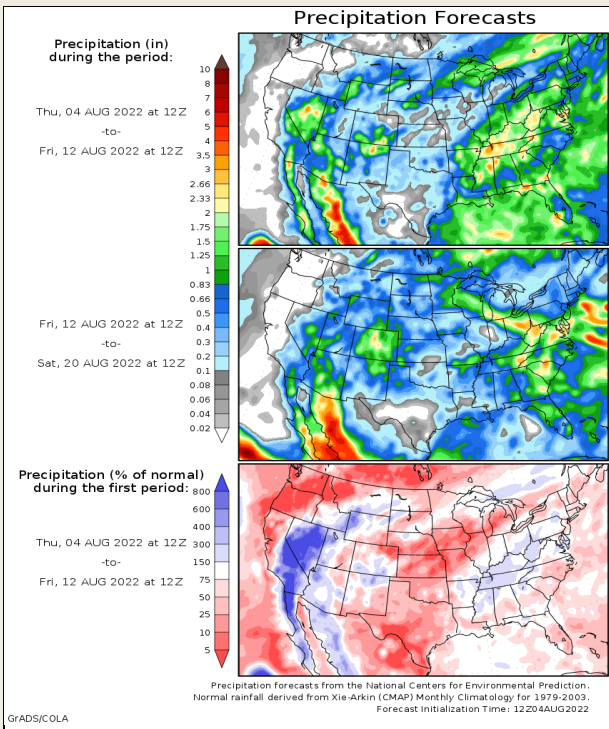 Precipitation Forecasts
Precipitation (in)
during the period:
Thu, 04 AUG 2022 at 12Z
-to-
Fri, 12 AUG 2022 at 12Z
10
8
7
6
5
4
3.5
3
2.66
2.33
2
1.75
1.5
1.25
1
0.83
0.66
0.5
0.4
0.3
0.2
0.1
0.08
0.06
0.04
0.02
Fri, 12 AUG 2022 at 12Z
-to-
Sat, 20 AUG 2022 at 12Z
Precipitation (% of normal)
during the first period:
Thu, 04 AUG 2022 at 12Z
-to-
Fri, 12 AUG 2022 at 12Z
800
600
400
300
150
75
50
25
10
5
Precipitation forecasts from the National Centers for Environmental Prediction.
Normal rainfall derived from Xie-Arkin (CMAP) Monthly Climatology for 1979-2003.
Forecast Initialization Time: 12Z04AUG2022
GrADS/COLA